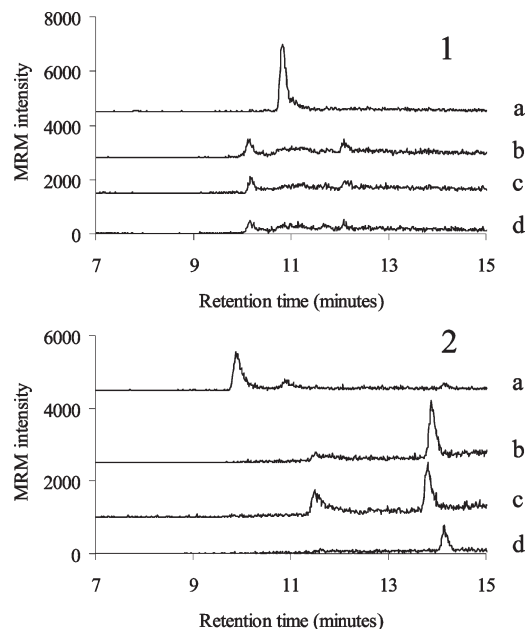 8000
1
6000
MRM intensity
a
4000
b
2000
c
d
0
7 9 11 13 15
Retention time (minutes)
6000
2
a
4000
MRM intensity
b
2000
c
d
0
7 9 11 13 15
Retention time (minutes)